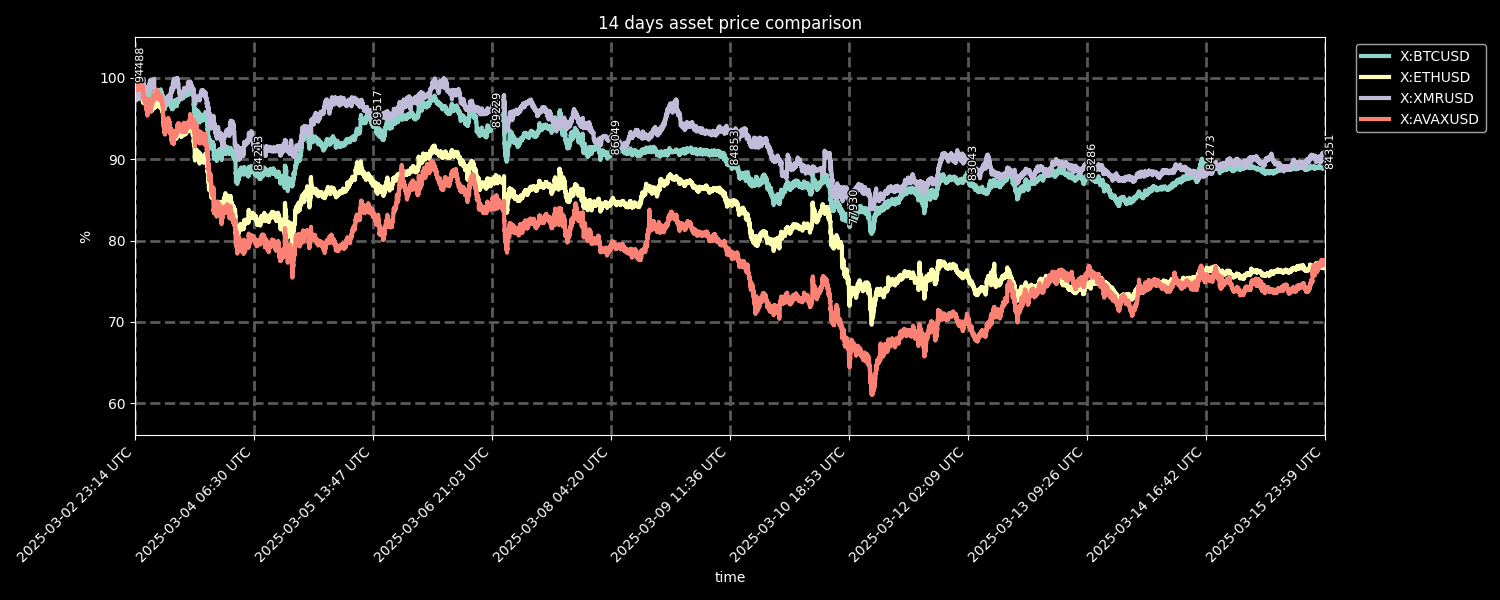 14 days asset price comparison
X:BTCUSD
X:ETHUSD
X:XMRUSD
X:AVAXUSD
100
90
80
70
60
%
94488
84213
89517
89229
86049
84853
77930
83043
83286
84273
84351
2025-03-02 23:14 UTC
2025-03-04 06:30 UTC
2025-03-05 13:47 UTC
2025-03-06 21:03 UTC
2025-03-08 04:20 UTC
2025-03-09 11:36 UTC
2025-03-10 18:53 UTC
2025-03-12 02:09 UTC
2025-03-13 09:26 UTC
2025-03-14 16:42 UTC
2025-03-15 23:59 UTC
time